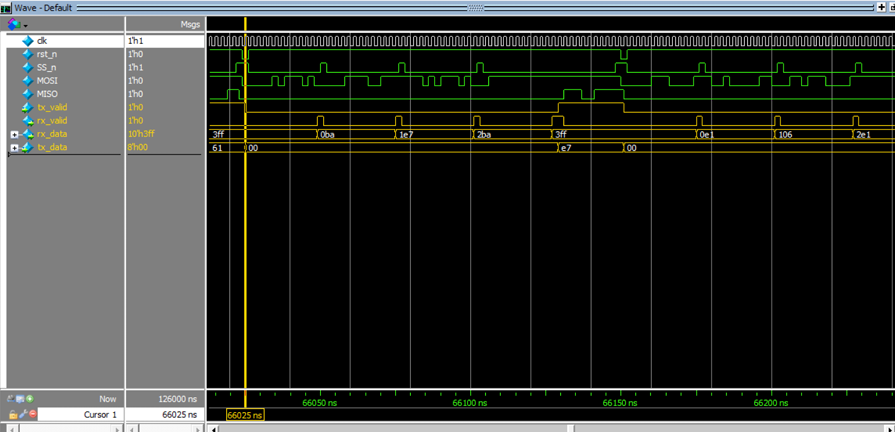 Wave - Default
Msgs
clk 1'h1
rst_n 1'h0
SS_n 1'h1
MOSI 1'h0
MISO 1'h0
tx_valid 1'h0
rx_valid 1'h0
rx_data 10'h3ff 3ff 0ba 1e7 2ba 3ff 0e1 106 2e1
tx_data 8'h00 61 00 e7 00
Now 126000 ns 66050 ns 66100 ns 66150 ns 66200 ns
Cursor 1 66025 ns 66025 ns